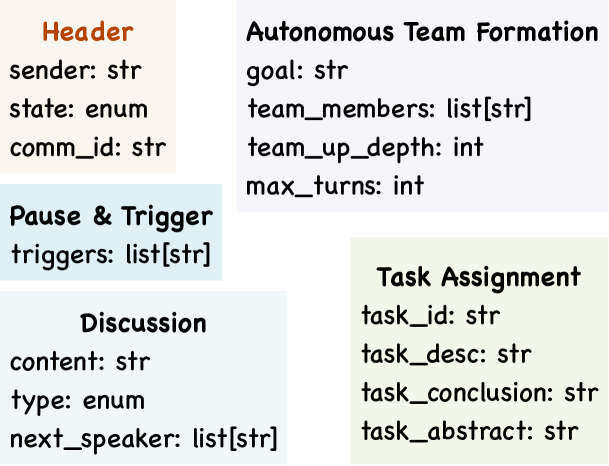 Header
sender: str
state: enum
comm_id: str
Autonomous Team Formation
goal: str
team_members: list[str]
team_up_depth: int
max_turns: int
Pause & Trigger
triggers: list[str]
Discussion
content: str
type: enum
next_speaker: list[str]
Task Assignment
task_id: str
task_desc: str
task_conclusion: str
task_abstract: str